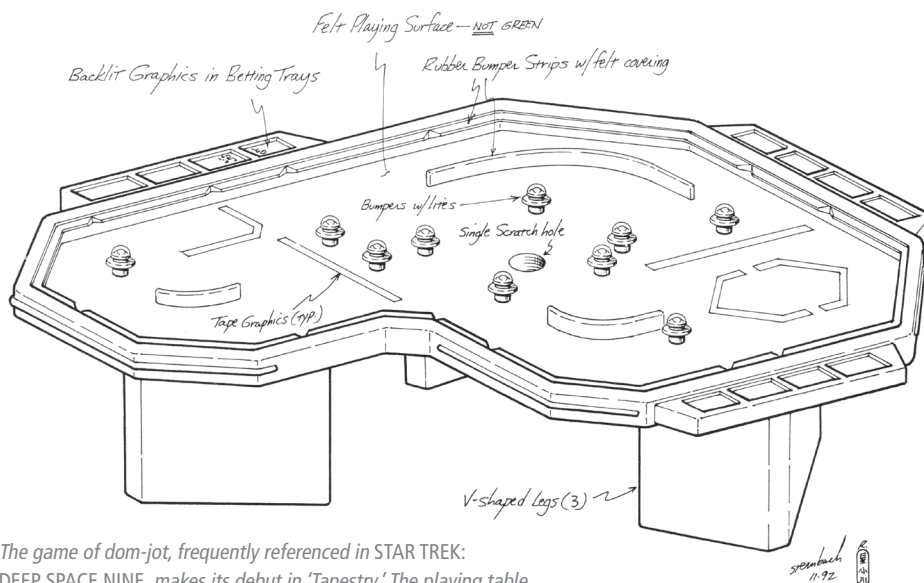 Felt Playing Surface — NOT GREEN
Rubber Bumper Strips w/felt covering
Backlit Graphics in Betting Trays
Bumpers w/lites
Single Scratch hole
Tape Graphics (typ.)
V-shaped Legs (3)
The game of dom-jot, frequently referenced in STAR TREK:
DEEP SPACE NINE, makes its debut in 'Tapestry.' The playing table
sternbach
11·92
R.